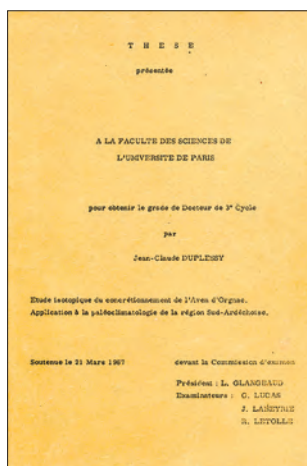 T H E S E
présentée
A LA FACULTE DES SCIENCES DE
L'UNIVERSITE DE PARIS
pour obtenir le grade de Docteur de 3e Cycle
par
Jean-Claude DUPLESSY
Etude isotopique du concrétionnement de l'Aven d'Orgnac.
Application à la paléoclimatologie de la région Sud-Ardéchoise.
Soutenue le 21 Mars 1967
devant la Commission d'examen
Président : L. GLANGEAUD
Examinateurs : G. LUCAS
J. LABEYRIE
R. LETOLLE